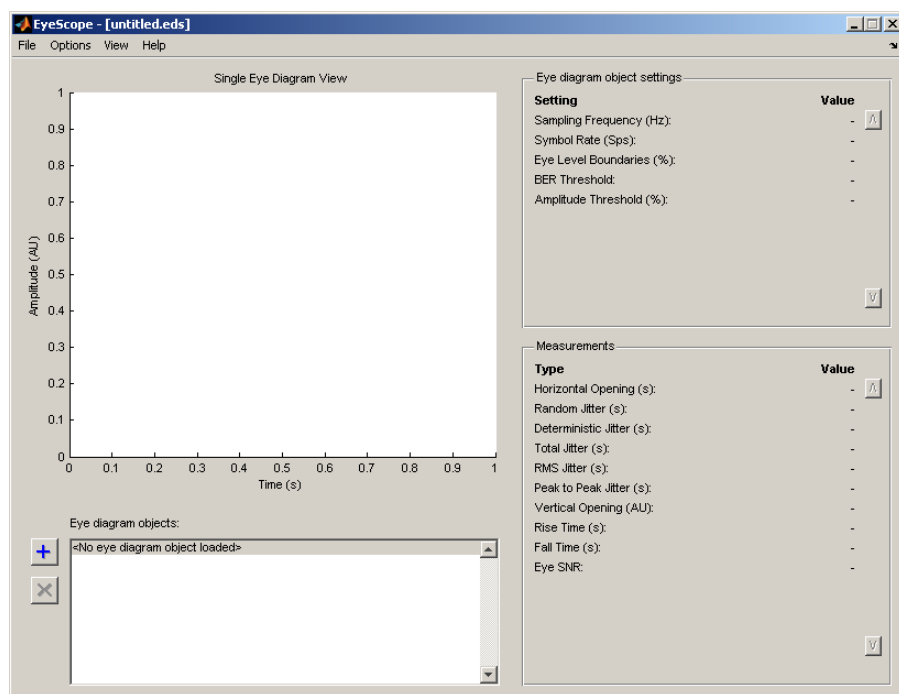 EyeScope - [untitled.eds]
File Options View Help
Single Eye Diagram View
1
0.9
0.8
0.7
0.6
0.5
0.4
0.3
0.2
0.1
0
Amplitude (AU)
0 0.1 0.2 0.3 0.4 0.5 0.6 0.7 0.8 0.9 1
Time (s)
Eye diagram objects:
<No eye diagram object loaded>
Eye diagram object settings
Setting Value
Sampling Frequency (Hz): -
Symbol Rate (Sps): -
Eye Level Boundaries (%): -
BER Threshold: -
Amplitude Threshold (%): -
Measurements
Type Value
Horizontal Opening (s): -
Random Jitter (s): -
Deterministic Jitter (s): -
Total Jitter (s): -
RMS Jitter (s): -
Peak to Peak Jitter (s): -
Vertical Opening (AU): -
Rise Time (s): -
Fall Time (s): -
Eye SNR: -